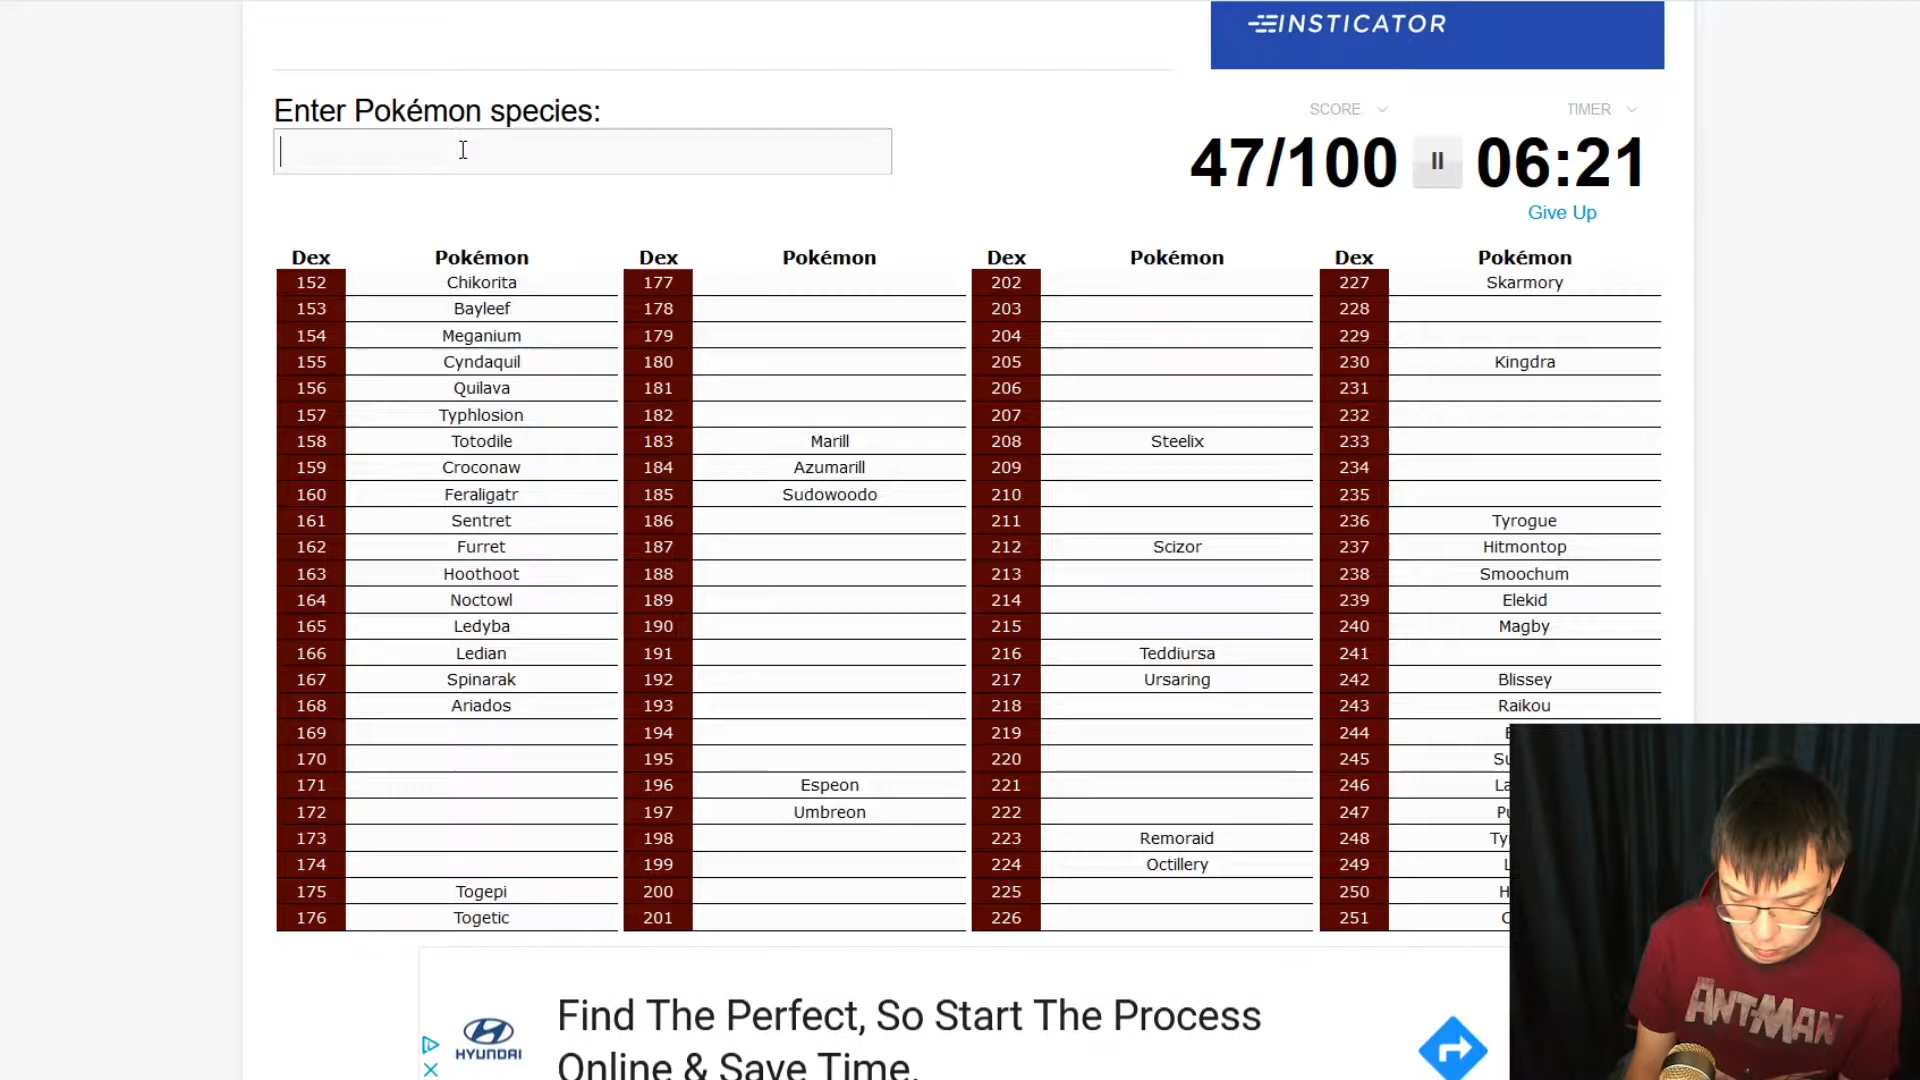 INSTICATOR
Enter Pokémon species:
SCORE TIMER
47/100 06:21
Give Up
Dex Pokémon Dex Pokémon Dex Pokémon Dex Pokémon
152 Chikorita 177 202 227 Skarmory
153 Bayleef 178 203 228
154 Meganium 179 204 229
155 Cyndaquil 180 205 230 Kingdra
156 Quilava 181 206 231
157 Typhlosion 182 207 232
158 Totodile 183 Marill 208 Steelix 233
159 Croconaw 184 Azumarill 209 234
160 Feraligatr 185 Sudowoodo 210 235
161 Sentret 186 211 236 Tyrogue
162 Furret 187 212 Scizor 237 Hitmontop
163 Hoothoot 188 213 238 Smoochum
164 Noctowl 189 214 239 Elekid
165 Ledyba 190 215 240 Magby
166 Ledian 191 216 Teddiursa 241
167 Spinarak 192 217 Ursaring 242 Blissey
168 Ariados 193 218 243 Raikou
169 194 219 244
170 195 220 245 Su
171 196 Espeon 221 246 La
172 197 Umbreon 222 247 Pu
173 198 223 Remoraid 248 Ty
174 199 224 Octillery 249 L
175 Togepi 200 225 250 H
176 Togetic 201 226 251
HYUNDAI
Find The Perfect, So Start The Process
Online & Save Time.
ANT-MAN